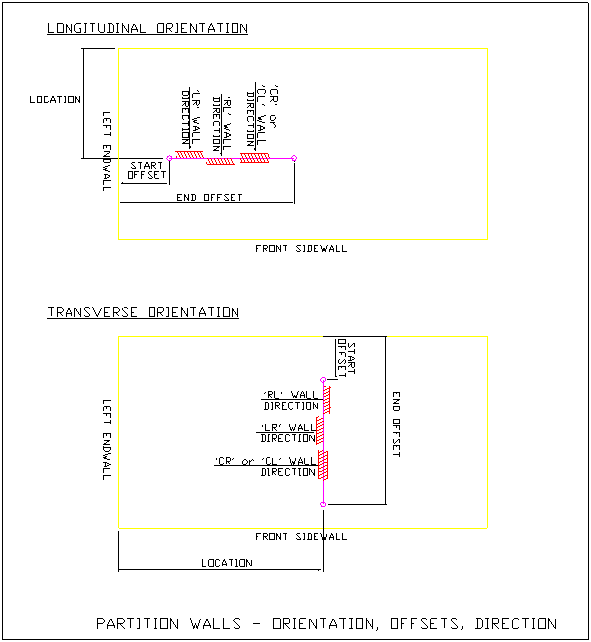 LONGITUDINAL ORIENTATION
LOCATION
LEFT ENDWALL
'LR' WALL
DIRECTION
'RL' WALL
DIRECTION
'CR' or
'CL' WALL
DIRECTION
START
OFFSET
END OFFSET
FRONT SIDEWALL
TRANSVERSE ORIENTATION
START
OFFSET
END OFFSET
LEFT ENDWALL
'RL' WALL
DIRECTION
'LR' WALL
DIRECTION
'CR' or 'CL' WALL
DIRECTION
FRONT SIDEWALL
LOCATION
PARTITION WALLS - ORIENTATION, OFFSETS, DIRECTION